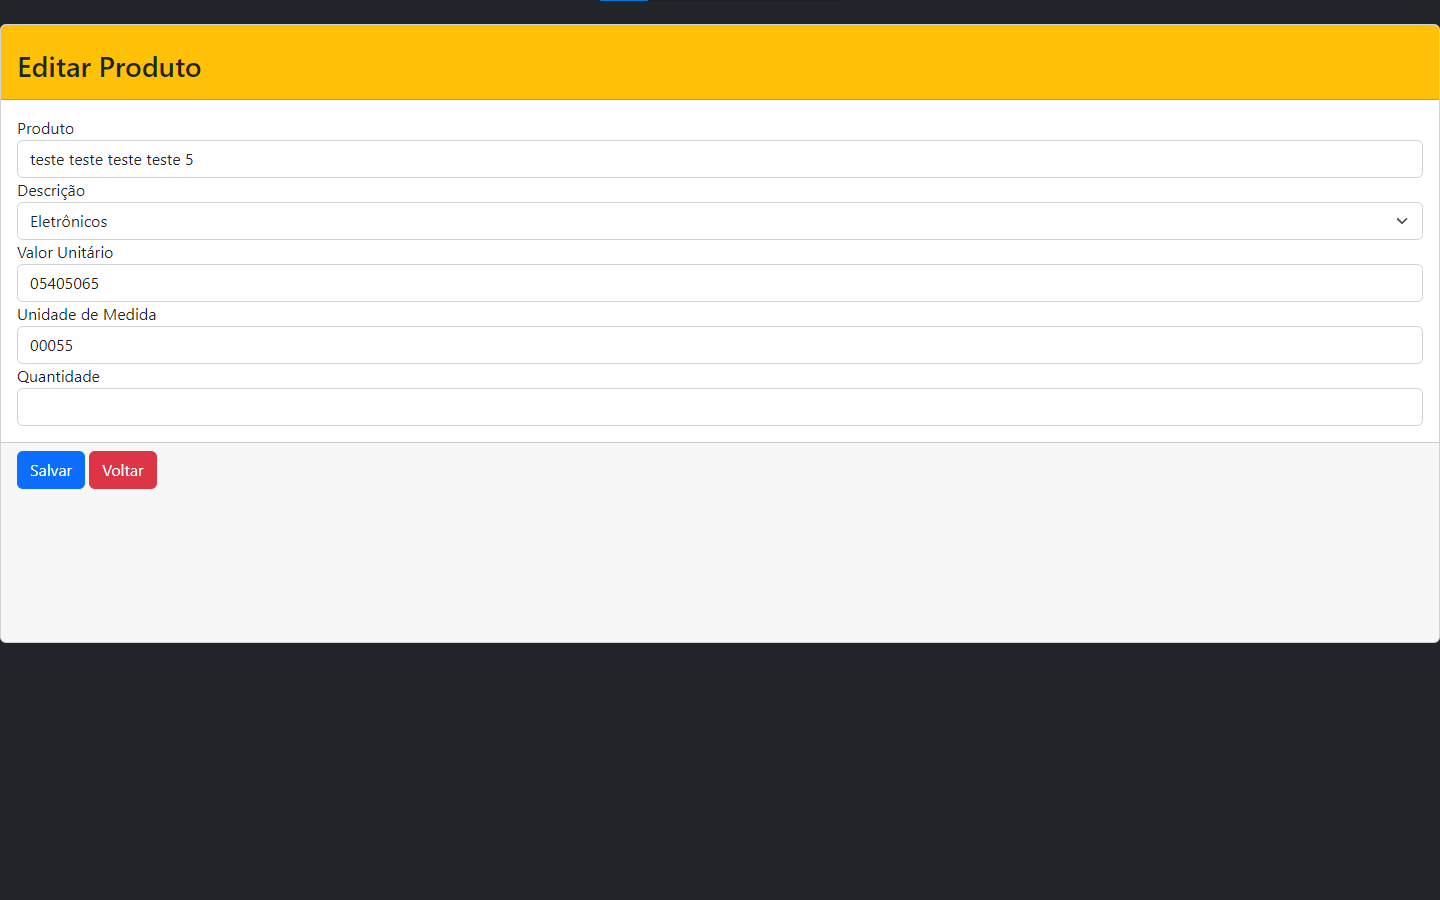 Editar Produto
Produto
teste teste teste teste 5
Descrição
Eletrônicos
Valor Unitário
05405065
Unidade de Medida
00055
Quantidade
Salvar Voltar